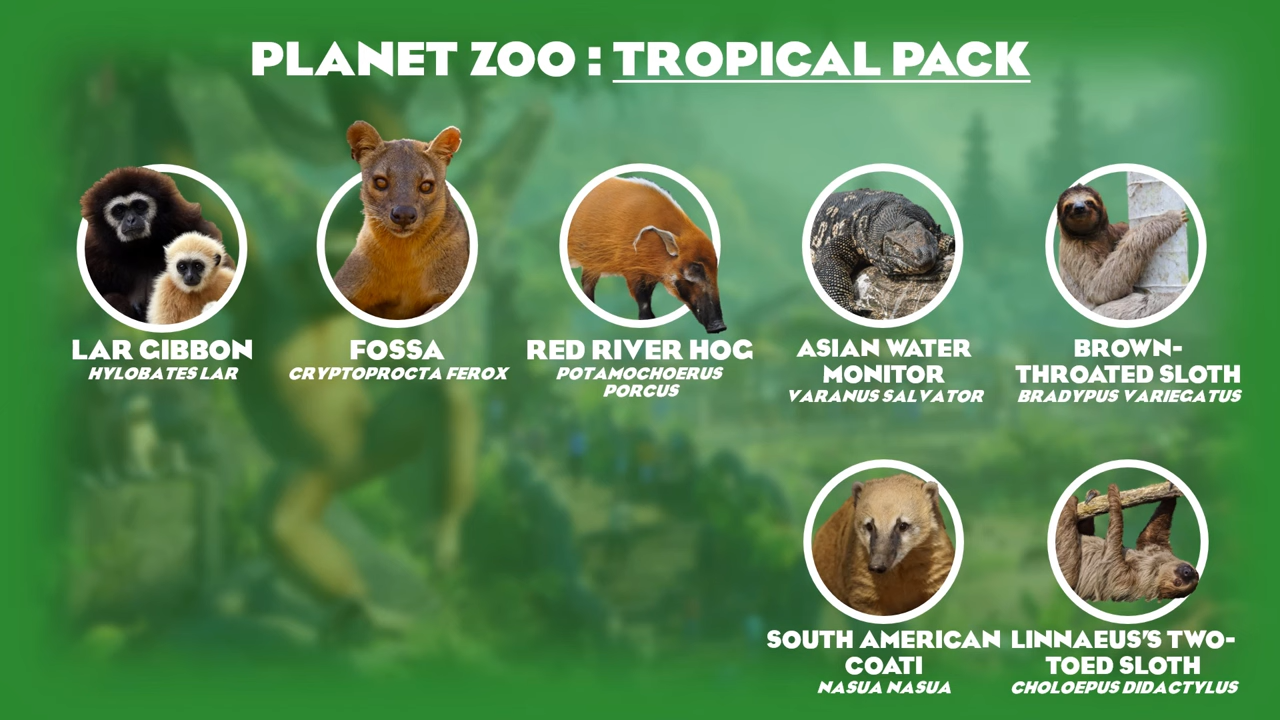 PLANET ZOO : TROPICAL PACK
LAR GIBBON
HYLOBATES LAR
FOSSA
CRYPTOPROCTA FEROX
RED RIVER HOG
POTAMOCHOERUS
PORCUS
ASIAN WATER
MONITOR
VARANUS SALVATOR
BROWN-
THROATED SLOTH
BRADYPUS VARIEGATUS
SOUTH AMERICAN
COATI
NASUA NASUA
LINNAEUS'S TWO-
TOED SLOTH
CHOLOEPUS DIDACTYLUS